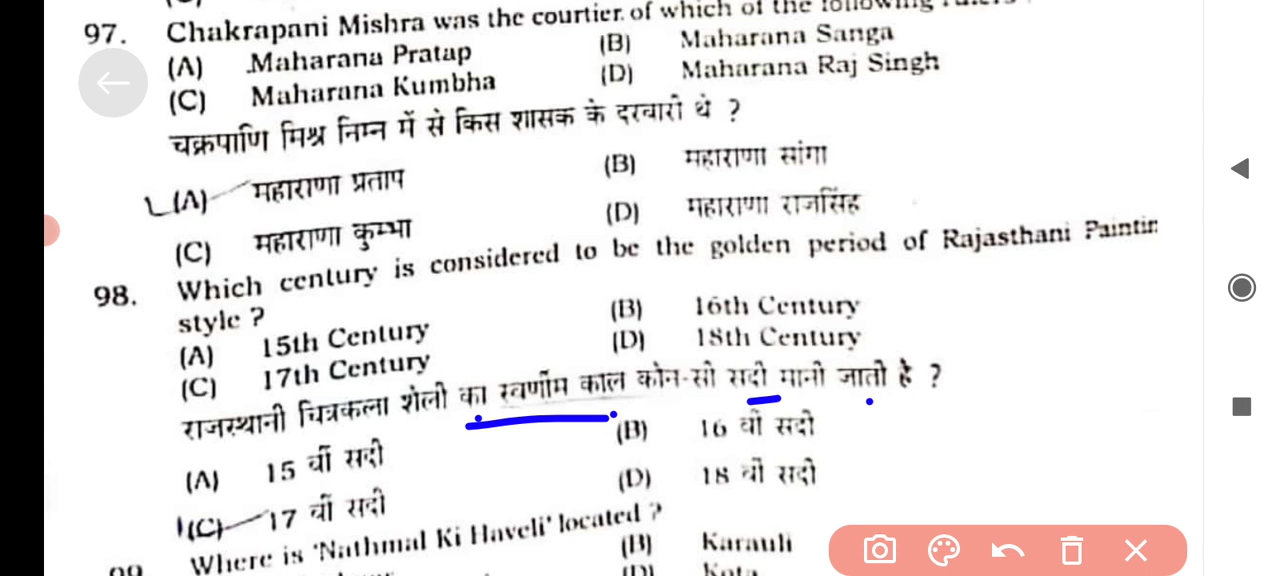 97. Chakrapani Mishra was the courtier of which of the following
(A) Maharana Pratap (B) Maharana Sanga
(C) Maharana Kumbha (D) Maharana Raj Singh
चक्रपाणि मिश्र निम्न में से किस शासक के दरबारी थे ?
(A) महाराणा प्रताप (B) महाराणा सांगा
(C) महाराणा कुम्भा (D) महाराणा राजसिंह
98. Which century is considered to be the golden period of Rajasthani Paintin
style ?
(A) 15th Century (B) 16th Century
(C) 17th Century (D) 18th Century
राजस्थानी चित्रकला शैली का स्वर्णीम काल कौन-सी सदी मानी जाती है ?
(A) 15 वीं सदी (B) 16 वीं सदी
(C) 17 वीं सदी (D) 18 वीं सदी
99 Where is 'Nathmal Ki Haveli' located ?
(B) Karauli
(D) Kota